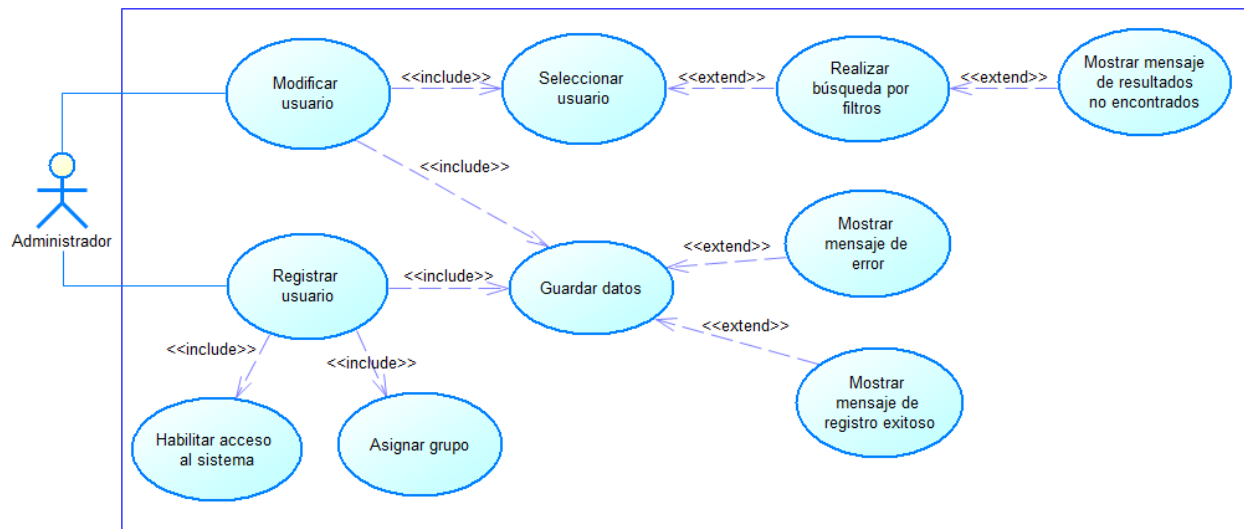 Modificar
usuario
<<include>>
Seleccionar
usuario
<<extend>>
Realizar
búsqueda por
filtros
<<extend>>
Mostrar mensaje
de resultados
no encontrados
<<include>>
Administrador
Registrar
usuario
<<include>>
Guardar datos
<<extend>>
Mostrar
mensaje de
error
<<extend>>
Mostrar
mensaje de
registro exitoso
<<include>>
<<include>>
Habilitar acceso
al sistema
Asignar grupo